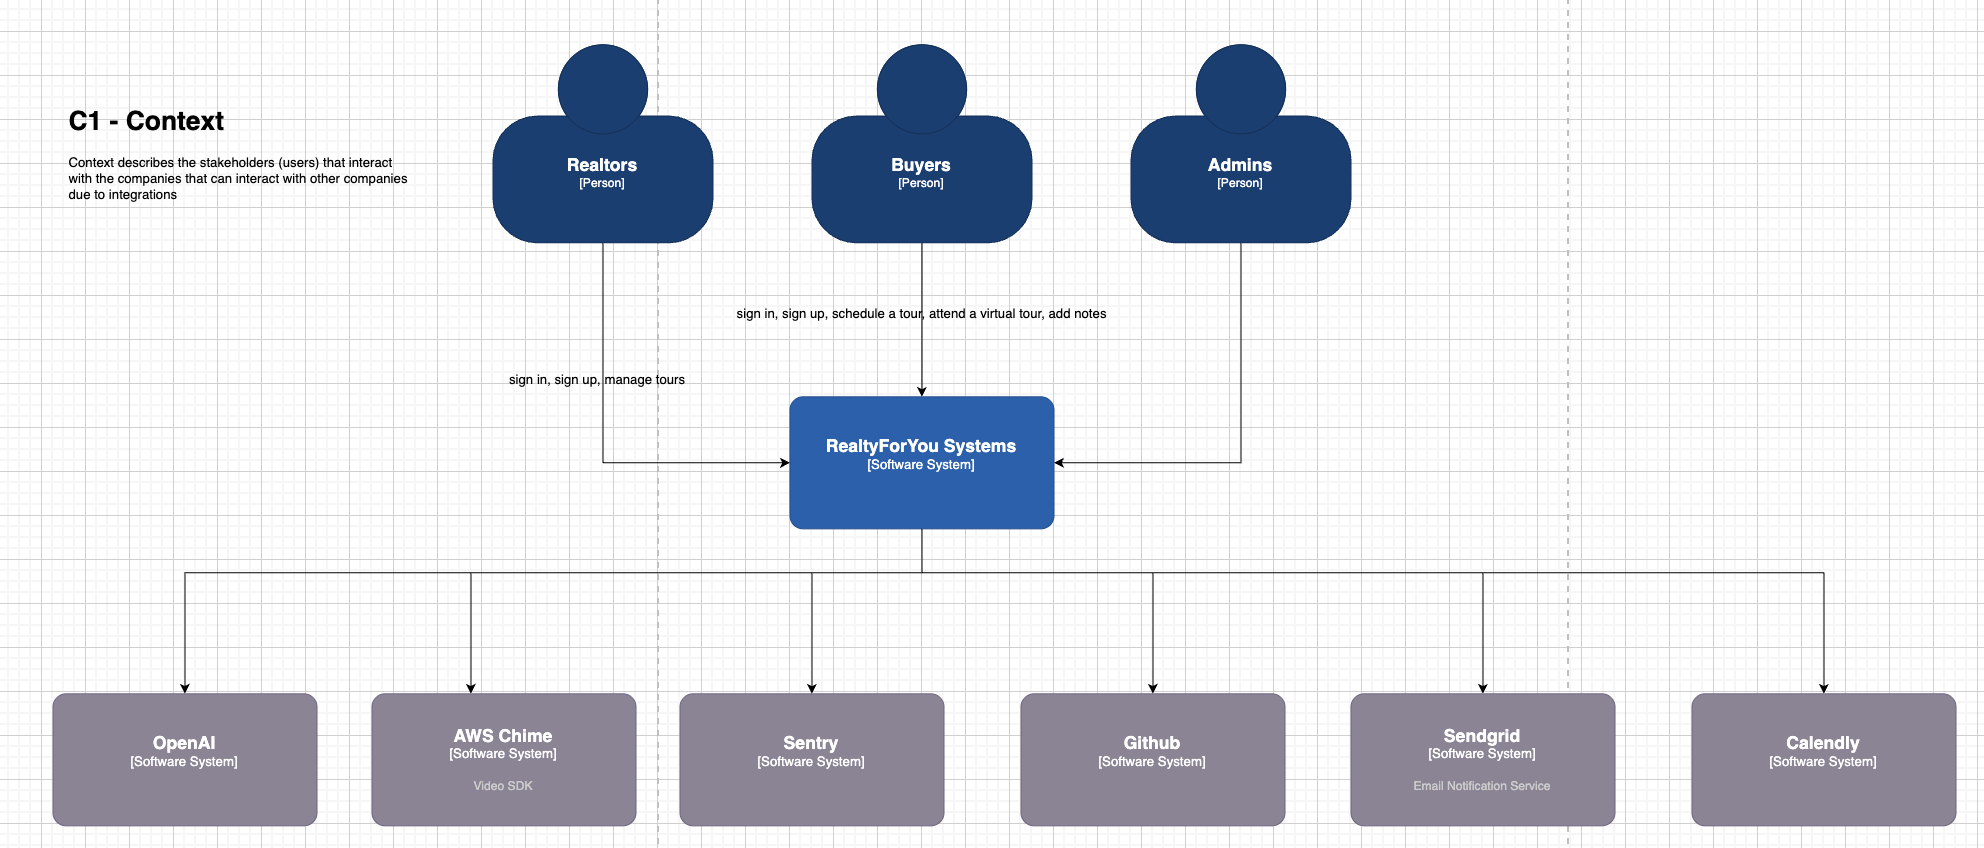 C1 - Context
Context describes the stakeholders (users) that interact
with the companies that can interact with other companies
due to integrations
Realtors
[Person]
Buyers
[Person]
Admins
[Person]
sign in, sign up, schedule a tour, attend a virtual tour, add notes
sign in, sign up, manage tours
RealtyForYou Systems
[Software System]
OpenAI
[Software System]
AWS Chime
[Software System]
Video SDK
Sentry
[Software System]
Github
[Software System]
Sendgrid
[Software System]
Email Notification Service
Calendly
[Software System]